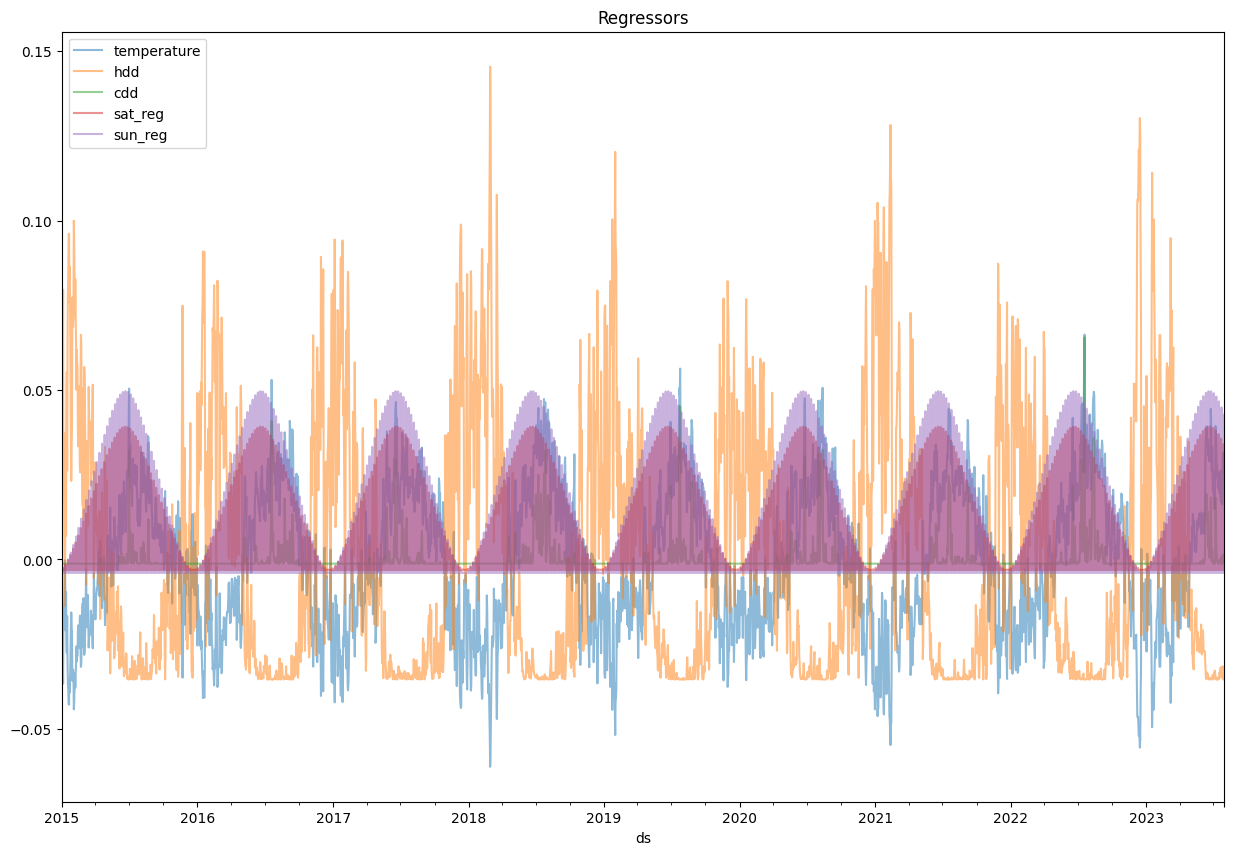 Regressors
temperature
hdd
cdd
sat_reg
sun_reg
0.15
0.10
0.05
0.00
−0.05
2015 2016 2017 2018 2019 2020 2021 2022 2023
ds